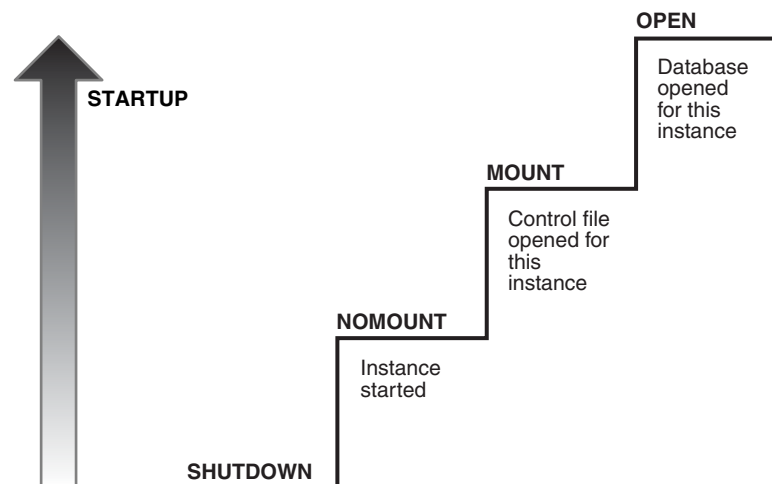 OPEN
Database
opened
for this
instance
STARTUP
MOUNT
Control file
opened for
this
instance
NOMOUNT
Instance
started
SHUTDOWN